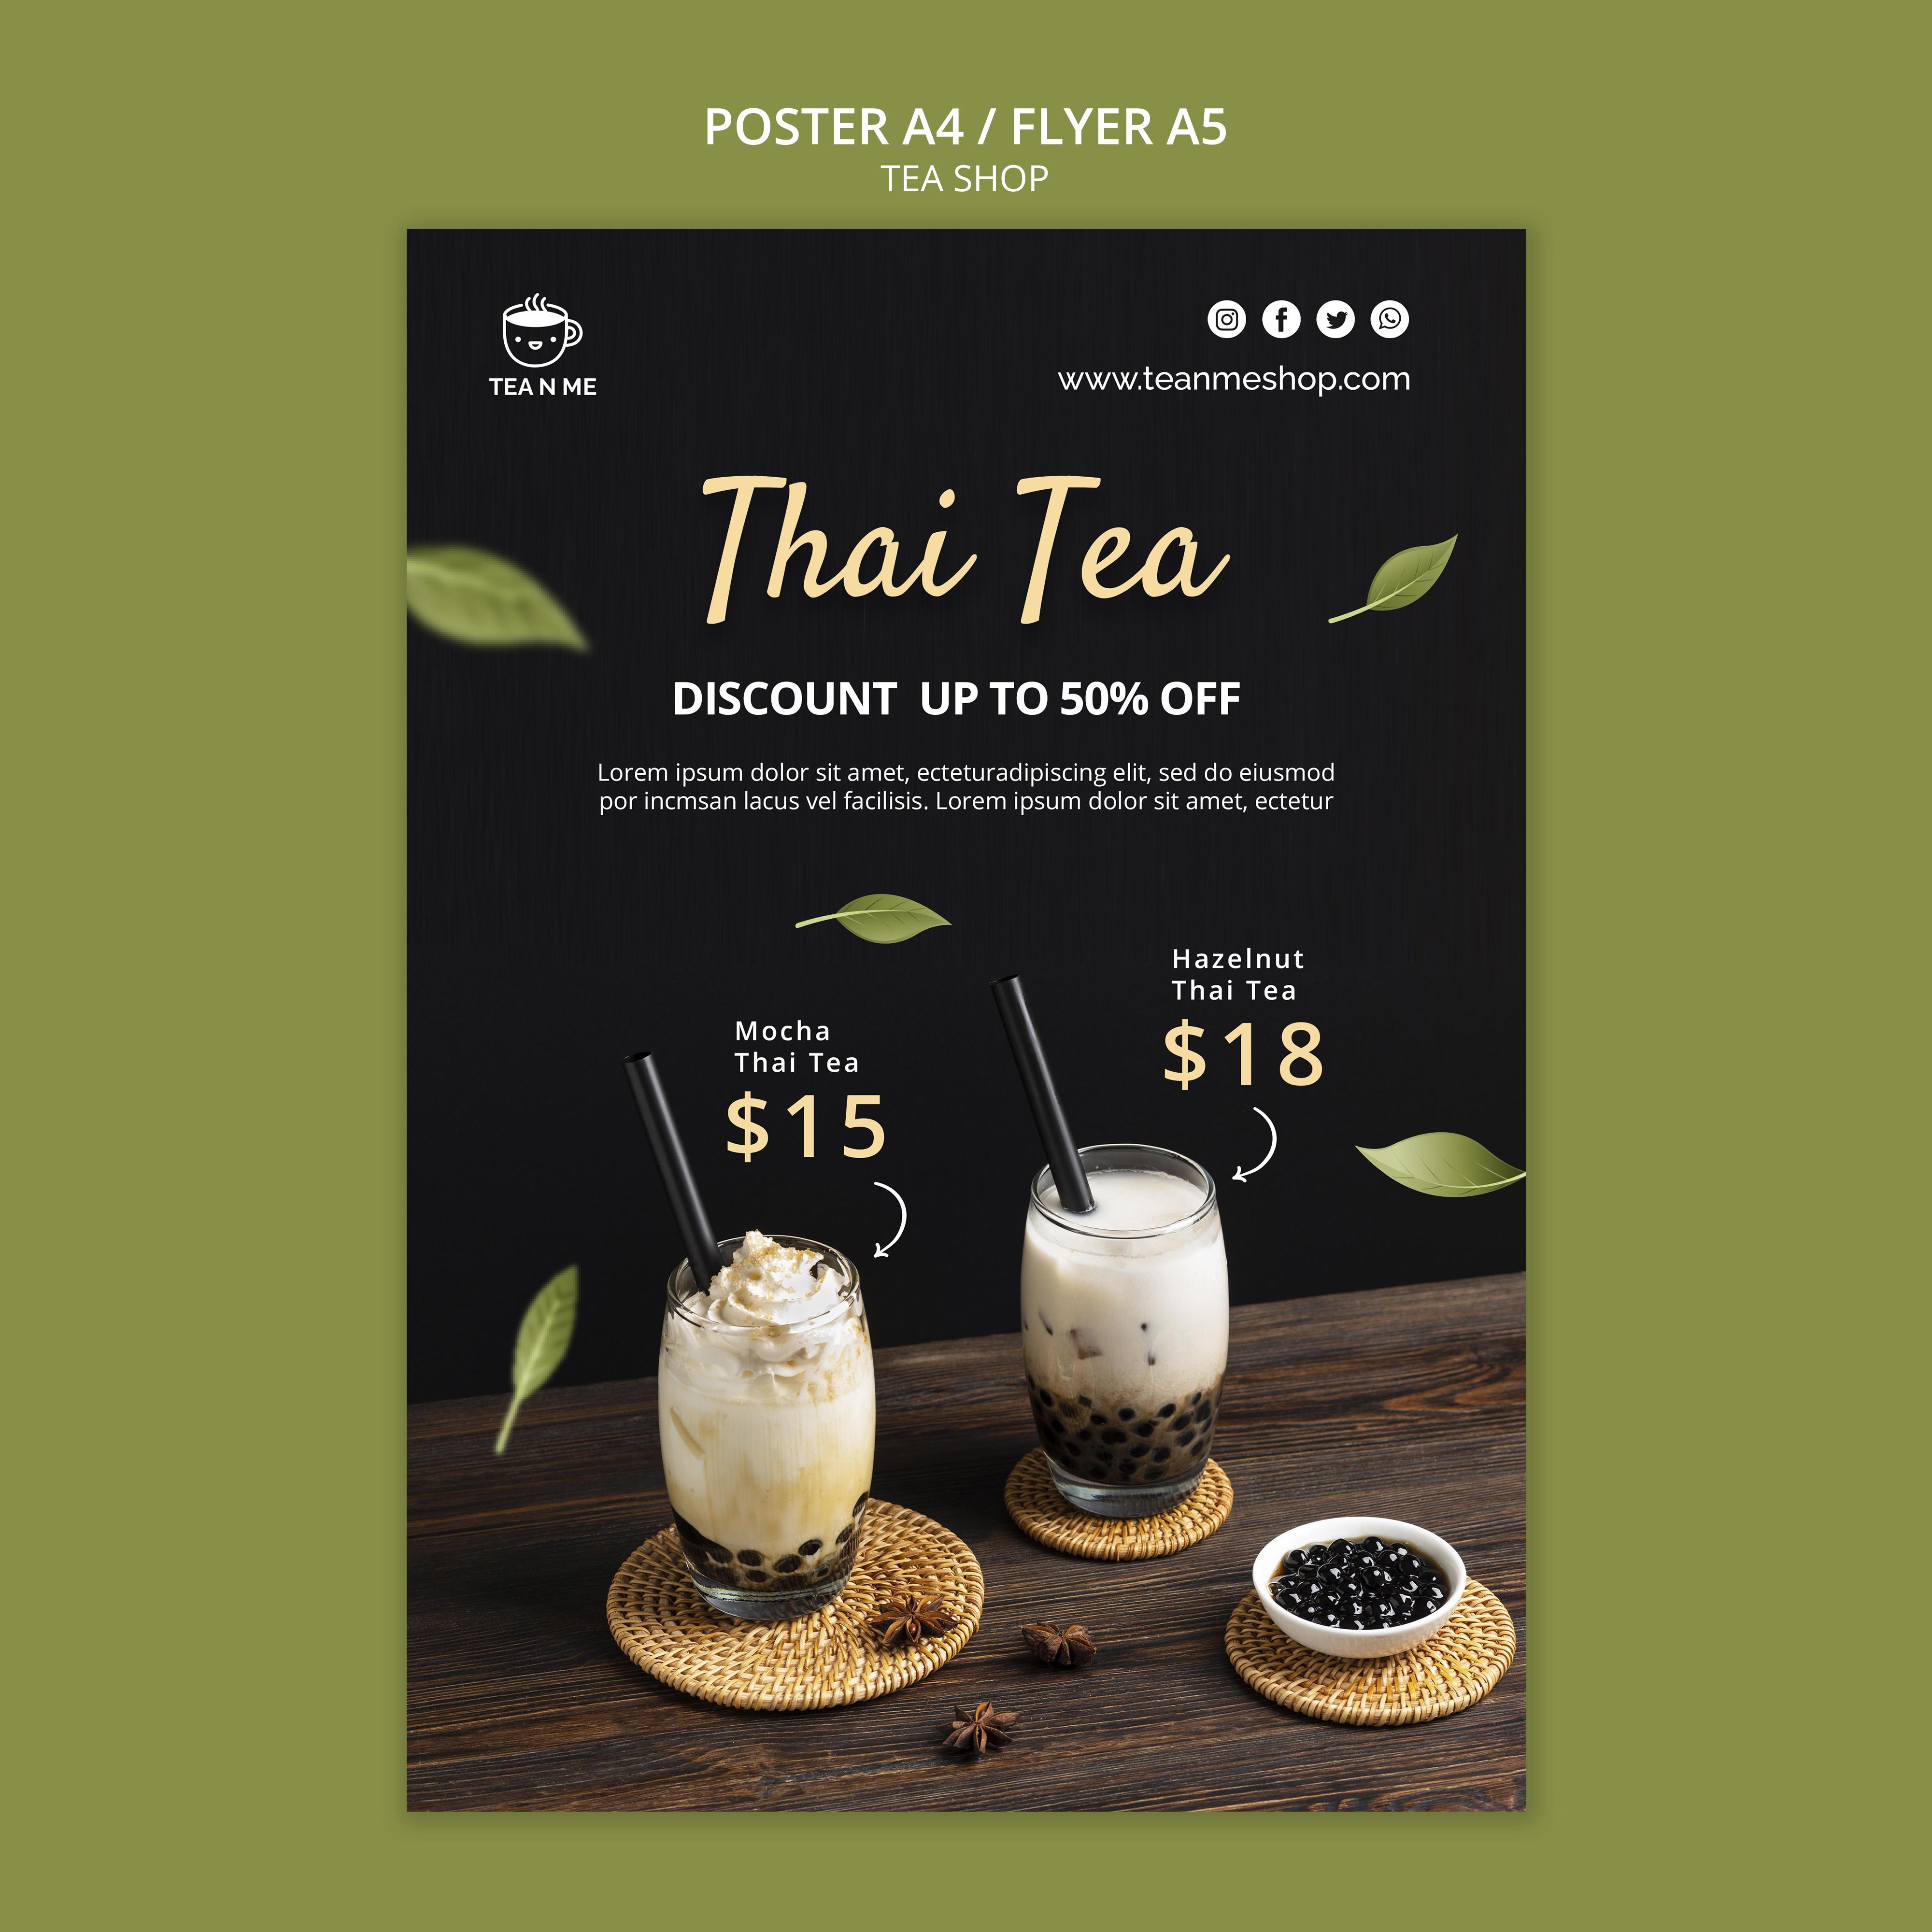 POSTER A4 / FLYER A5
TEA SHOP
TEA N ME
www.teanmeshop.com
Thai Tea
DISCOUNT  UP TO 50% OFF
Lorem ipsum dolor sit amet, ecteturadipiscing elit, sed do eiusmod
por incmsan lacus vel facilisis. Lorem ipsum dolor sit amet, ectetur
Hazelnut
Thai Tea
$18
Mocha
Thai Tea
$15